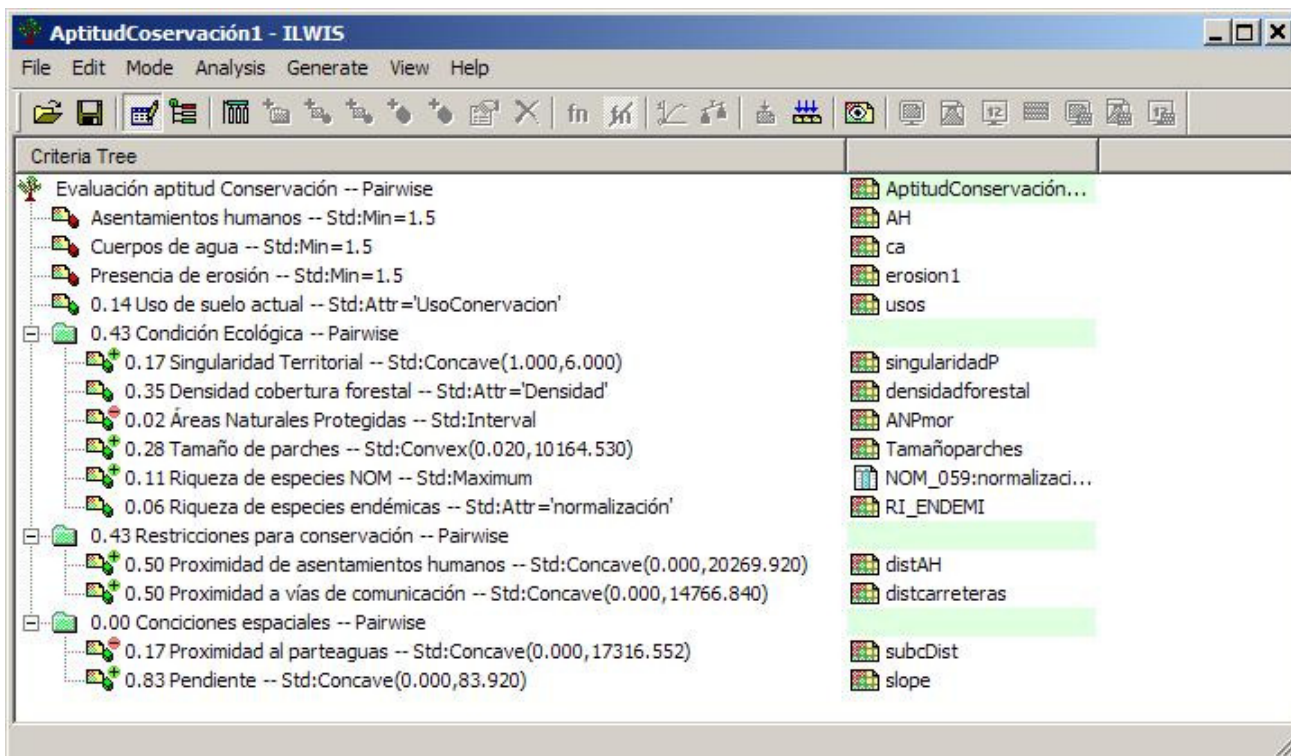 AptitudCoservación1 - ILWIS
File Edit Mode Analysis Generate View Help
fn fn
Criteria Tree
Evaluación aptitud Conservación -- Pairwise AptitudConservación...
Asentamientos humanos -- Std:Min=1.5 AH
Cuerpos de agua -- Std:Min=1.5 ca
Presencia de erosión -- Std:Min=1.5 erosion1
0.14 Uso de suelo actual -- Std:Attr='UsoConervacion' usos
0.43 Condición Ecológica -- Pairwise
0.17 Singularidad Territorial -- Std:Concave(1.000,6.000) singularidadP
0.35 Densidad cobertura forestal -- Std:Attr='Densidad' densidadforestal
0.02 Áreas Naturales Protegidas -- Std:Interval ANPmor
0.28 Tamaño de parches -- Std:Convex(0.020,10164.530) Tamañoparches
0.11 Riqueza de especies NOM -- Std:Maximum NOM_059:normalizaci...
0.06 Riqueza de especies endémicas -- Std:Attr='normalización' RI_ENDEMI
0.43 Restricciones para conservación -- Pairwise
0.50 Proximidad de asentamientos humanos -- Std:Concave(0.000,20269.920) distAH
0.50 Proximidad a vías de comunicación -- Std:Concave(0.000,14766.840) distcarreteras
0.00 Conciciones espaciales -- Pairwise
0.17 Proximidad al parteaguas -- Std:Concave(0.000,17316.552) subcDist
0.83 Pendiente -- Std:Concave(0.000,83.920) slope